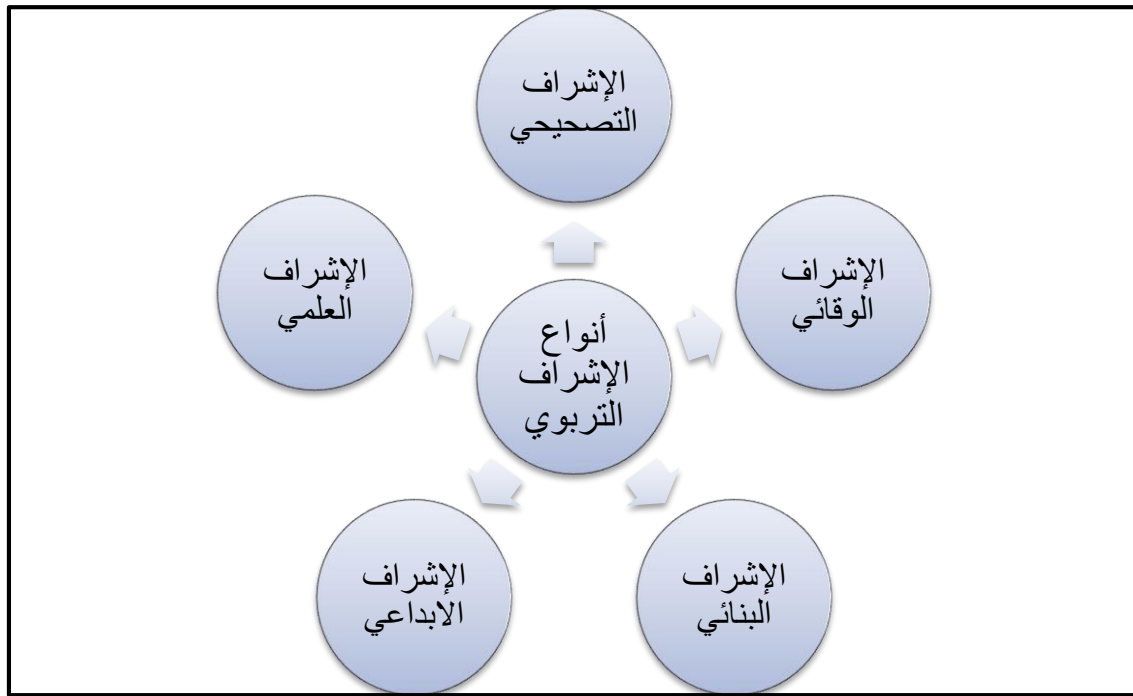 الإشراف
التصحيحي
الإشراف
الوقائي
الإشراف
العلمي
أنواع
الإشراف
التربوي
الإشراف
البنائي
الإشراف
الابداعي